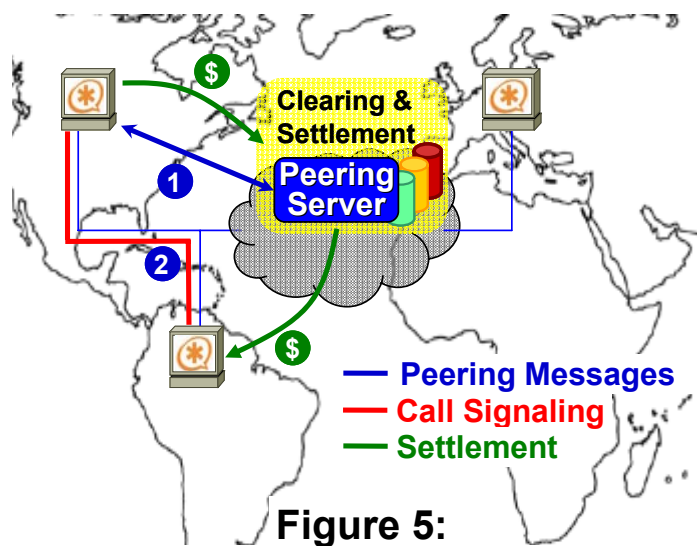 $
Clearing &
Settlement
Peering
Server
1
2
$
Peering Messages
Call Signaling
Settlement
Figure 5: